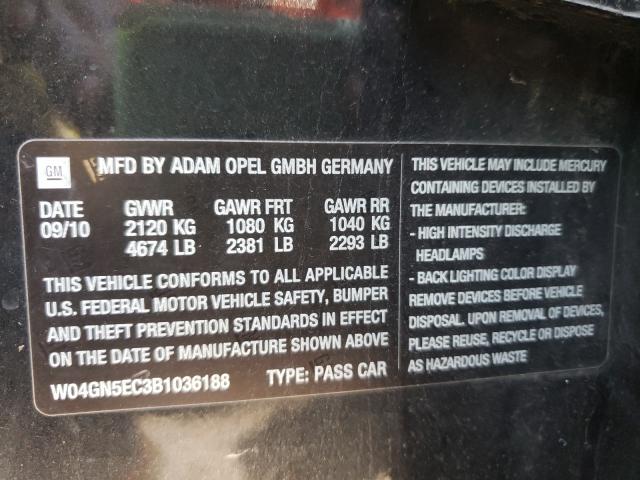 GM
MFD BY ADAM OPEL GMBH GERMANY
DATE GVWR GAWR FRT GAWR RR
09/10 2120 KG 1080 KG 1040 KG
4674 LB 2381 LB 2293 LB
THIS VEHICLE CONFORMS TO ALL APPLICABLE
U.S. FEDERAL MOTOR VEHICLE SAFETY, BUMPER
AND THEFT PREVENTION STANDARDS IN EFFECT
ON THE DATE OF MANUFACTURE SHOWN ABOVE
W04GN5EC3B1036188 TYPE: PASS CAR
THIS VEHICLE MAY INCLUDE MERCURY
CONTAINING DEVICES INSTALLED BY
THE MANUFACTURER:
- HIGH INTENSITY DISCHARGE
HEADLAMPS
- BACK LIGHTING COLOR DISPLAY
REMOVE DEVICES BEFORE VEHICLE
DISPOSAL. UPON REMOVAL OF DEVICES,
PLEASE REUSE, RECYCLE OR DISPOSE
AS HAZARDOUS WASTE